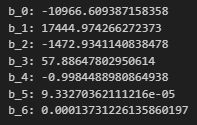 b_0: -10966.609387158358
b_1: 17444.974266272373
b_2: -1472.9341140838478
b_3: 57.88647802950614
b_4: -0.9984488980864938
b_5: 9.33270362111216e-05
b_6: 0.00013731226135860197